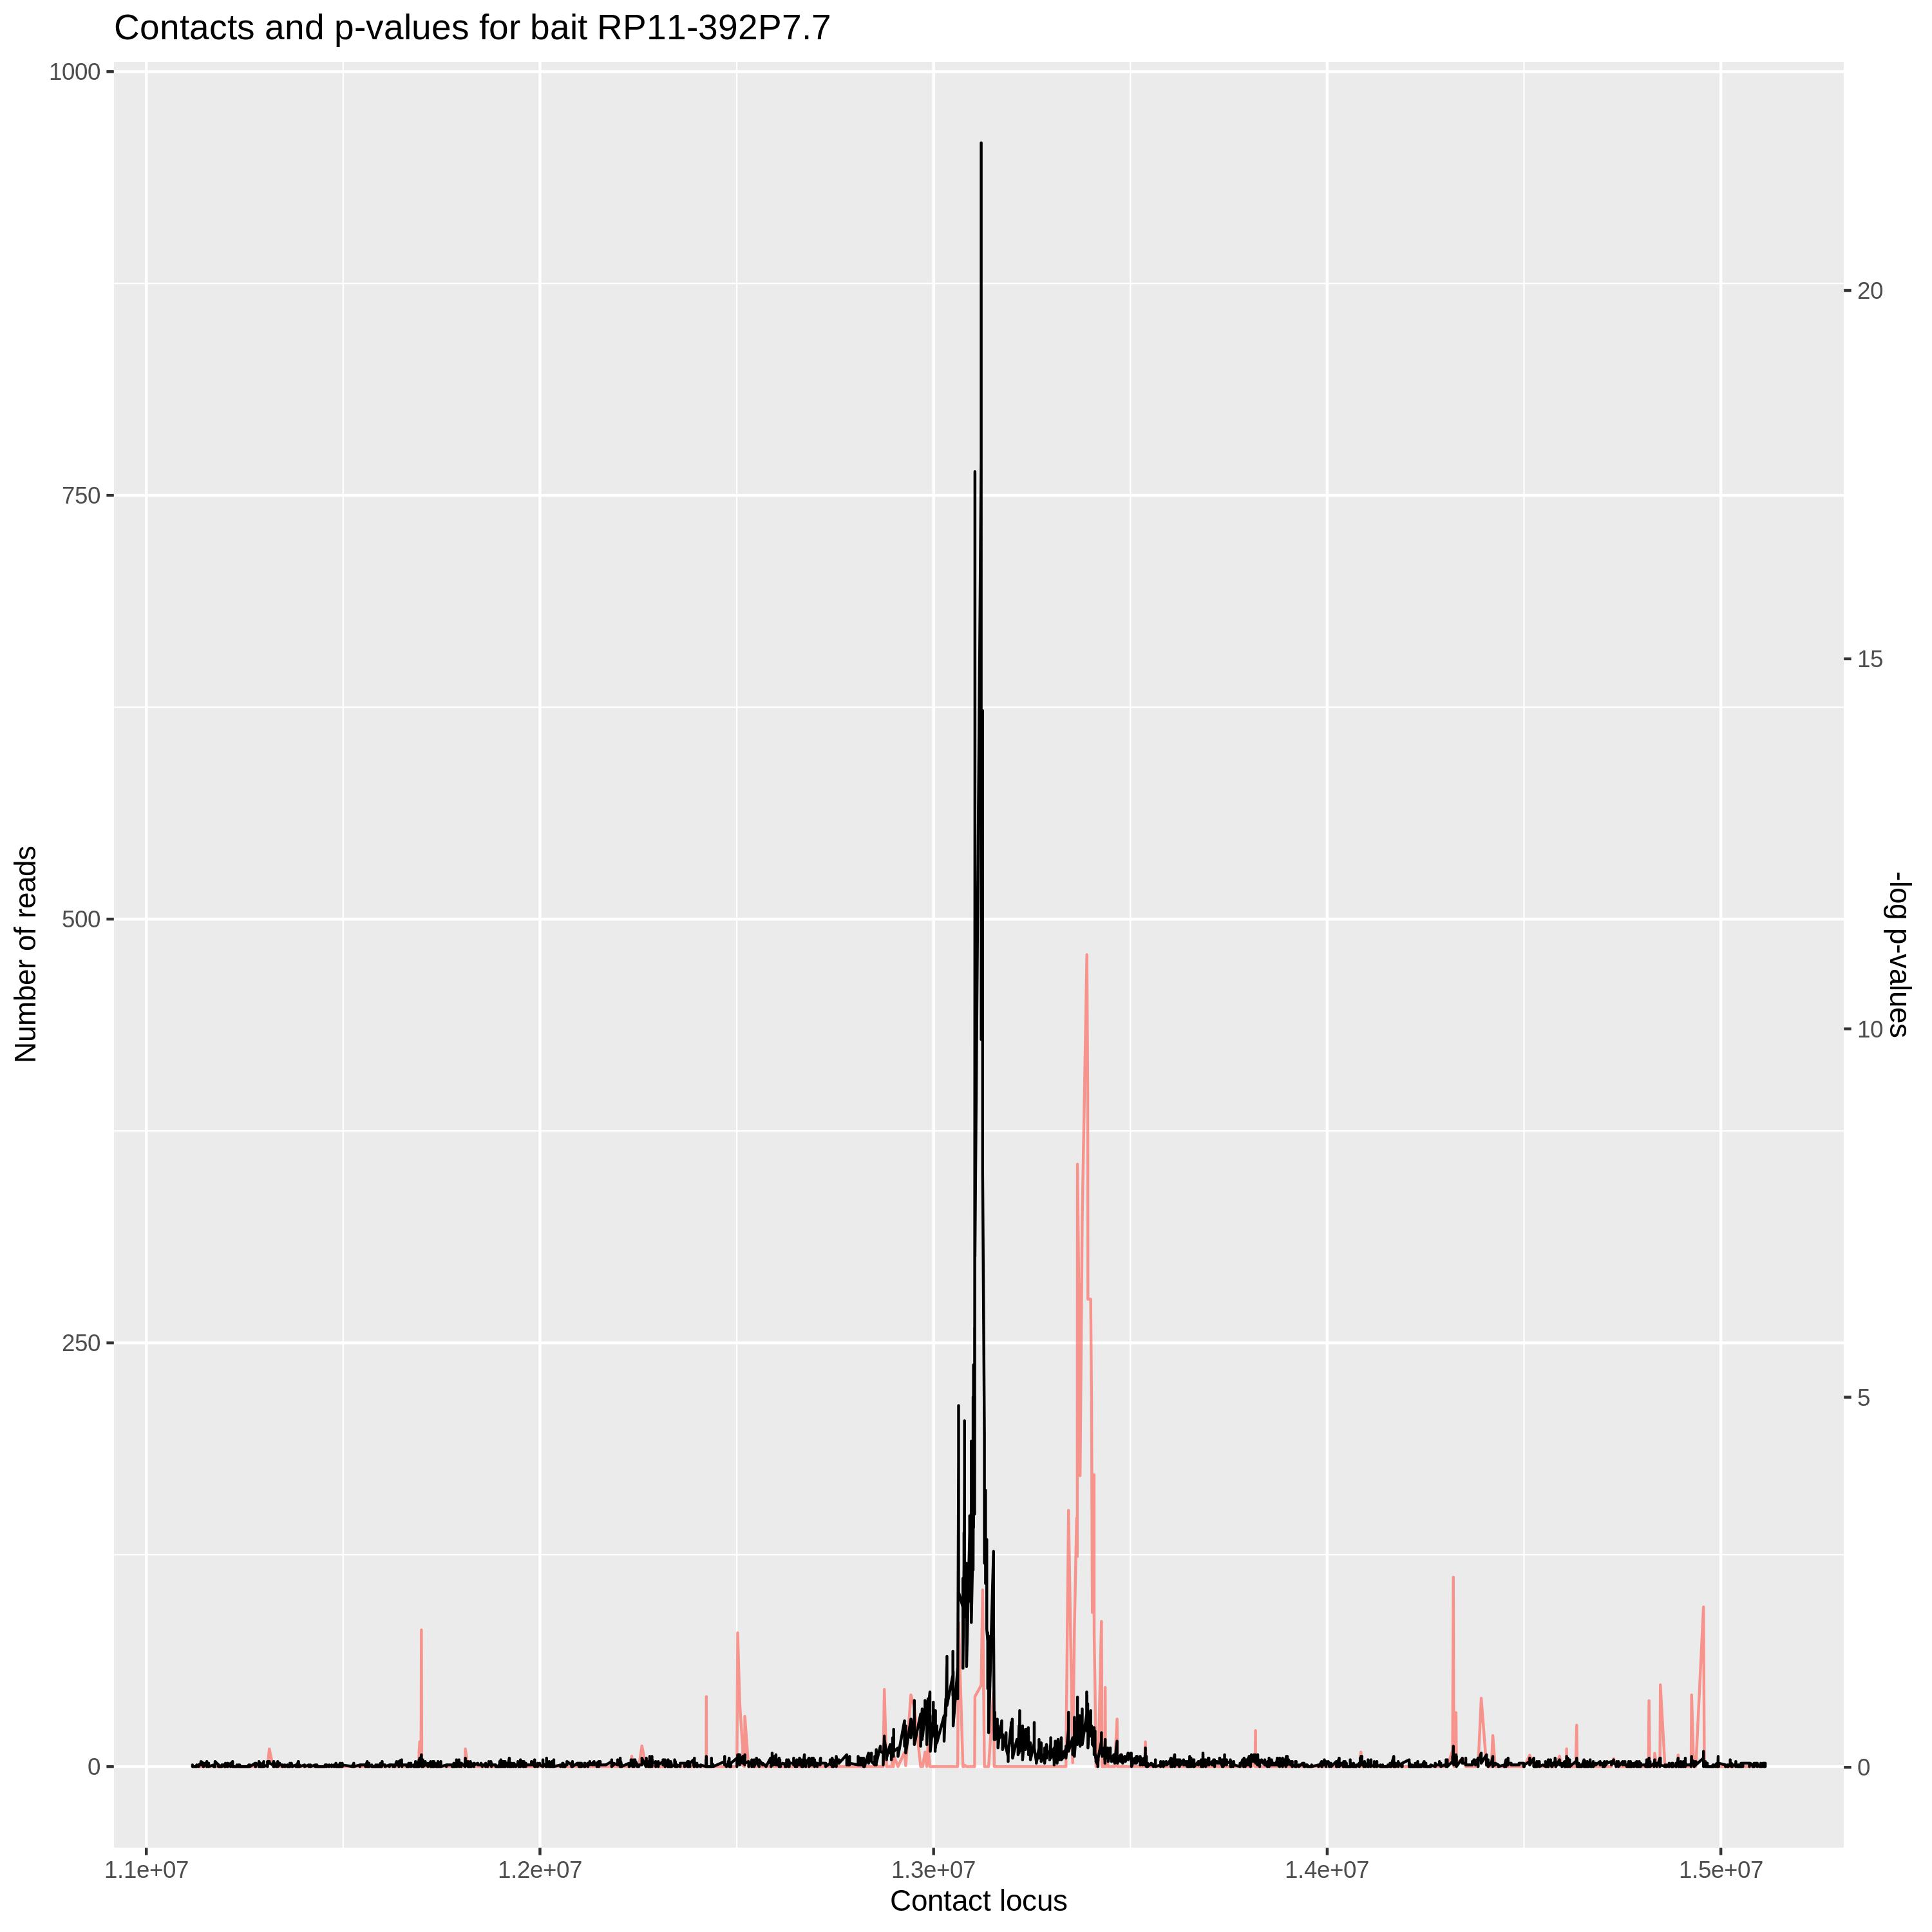 Contacts and p-values for bait RP11-392P7.7
1000
750
500
250
0
Number of reads
20
15
10
5
0
-log p-values
1.1e+07
1.2e+07
1.3e+07
1.4e+07
1.5e+07
Contact locus